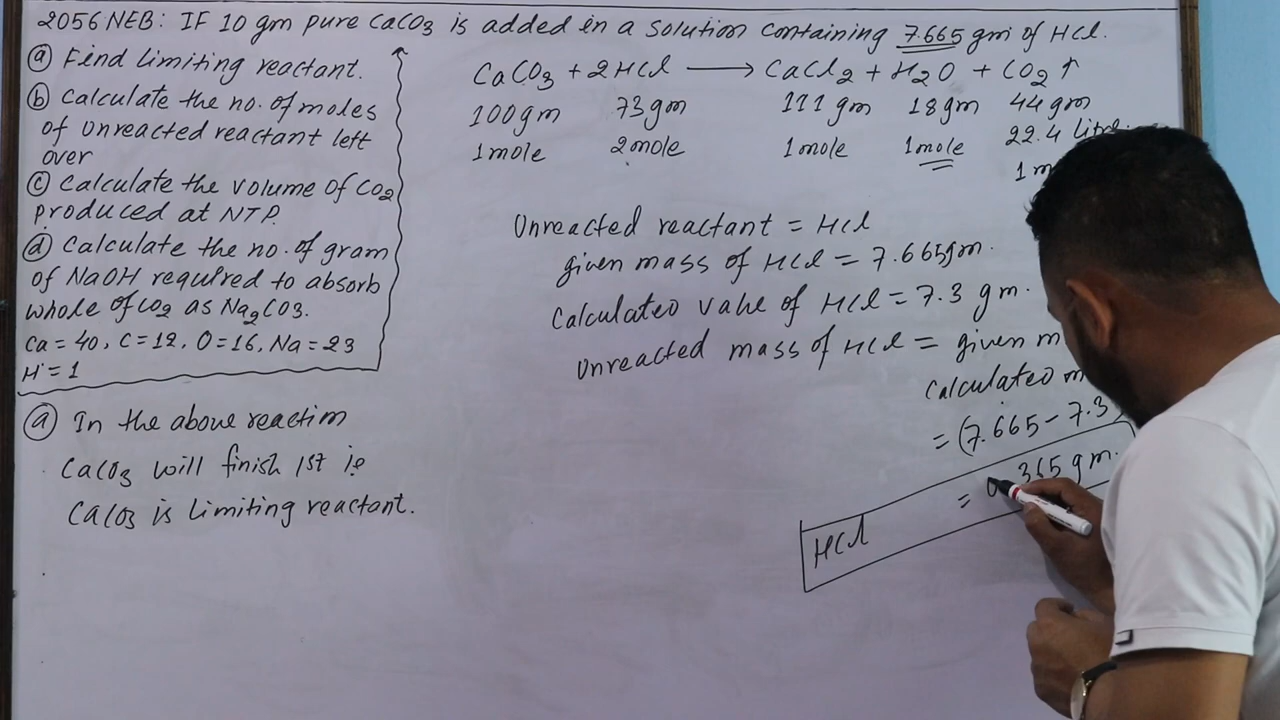 2056 NEB: IF 10 gm pure CaCO3 is added in a solution containing 7.665 gm of HCl.
ⓐ Find limiting reactant.
ⓑ Calculate the no. of moles
of unreacted reactant left
over
ⓒ Calculate the volume of CO2
produced at NTP.
ⓓ Calculate the no. of gram
of NaOH required to absorb
whole of CO2 as Na2CO3.
Ca = 40, C = 12, O = 16, Na = 23
H = 1
ⓐ In the above reaction
CaCO3 will finish 1st ie
CaCO3 is limiting reactant.
CaCO3 + 2HCl ⟶ CaCl2 + H2O + CO2 ↑
100gm 73gm 111 gm 18gm 44 gm
1mole 2mole 1mole 1mole 22.4 litre
1 m
Unreacted reactant = HCl
given mass of HCl = 7.665gm.
Calculated value of HCl = 7.3 gm.
Unreacted mass of HCl = given m
Calculated m
= (7.665 - 7.3)
= 0.365 gm.
HCl